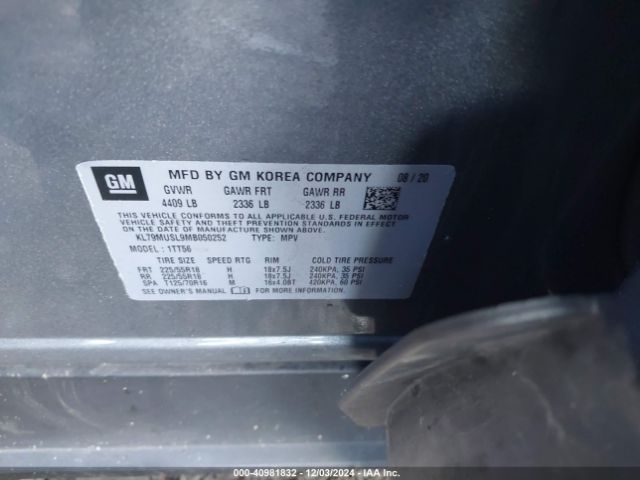 GM
MFD BY GM KOREA COMPANY 08 / 20
GVWR GAWR FRT GAWR RR
4409 LB 2336 LB 2336 LB
THIS VEHICLE CONFORMS TO ALL APPLICABLE U.S. FEDERAL MOTOR
VEHICLE SAFETY AND THEFT PREVENTION STANDARDS IN EFFECT
ON THE DATE OF MANUFACTURE SHOWN ABOVE.
KL79MUSL9MB050252 TYPE: MPV
MODEL : 1TT56
TIRE SIZE SPEED RTG RIM COLD TIRE PRESSURE
FRT 225/55R18 H 18x7.5J 240KPA, 35 PSI
RR 225/55R18 H 18x7.5J 240KPA, 35 PSI
SPA T125/70R16 M 16x4.0BT 420KPA, 60 PSI
SEE OWNER'S MANUAL FOR MORE INFORMATION.
000-40981832 - 12/03/2024 - IAA Inc.